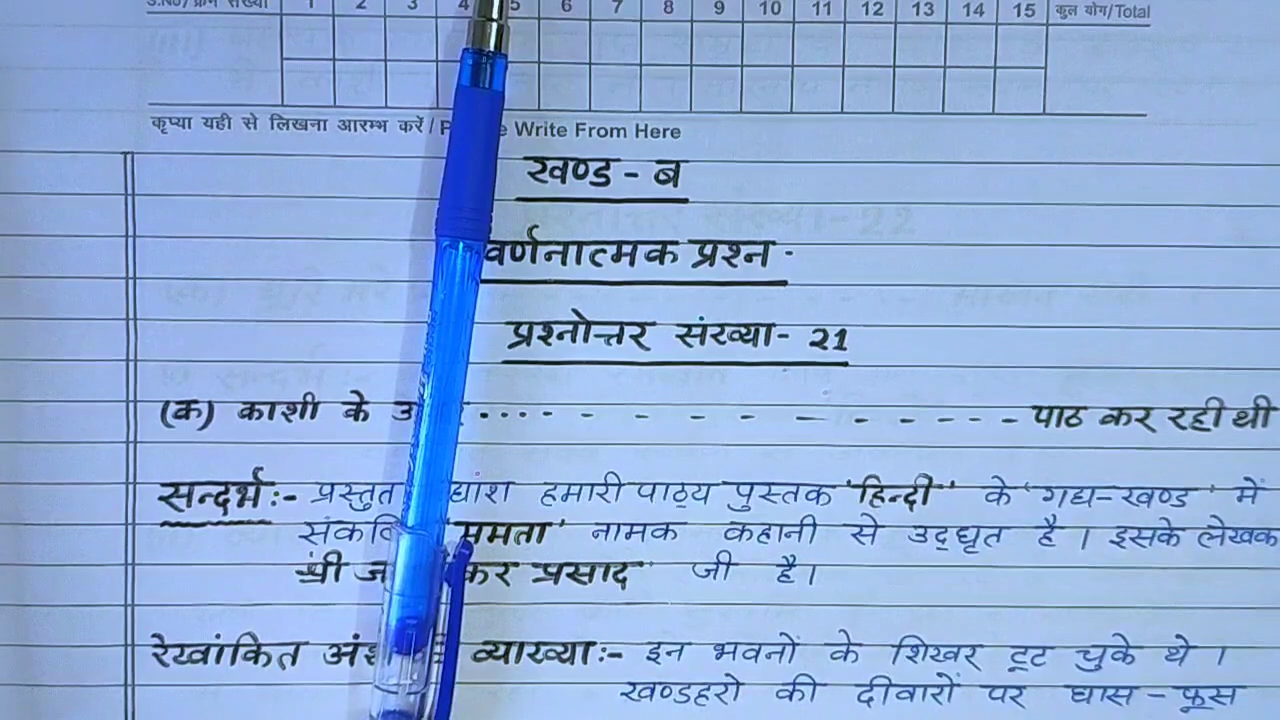 S.No/क्रम संख्या 1 2 3 4 5 6 7 8 9 10 11 12 13 14 15 कुल योग/Total
कृप्या यही से लिखना आरम्भ करें / Write From Here
खण्ड - ब
वर्णनात्मक प्रश्न
प्रश्नोत्तर संख्या - 21
(क) काशी के ..... - - - - - - - - - - पाठ कर रही थी
सन्दर्भ :- प्रस्तुत हमारी पाठ्य पुस्तक 'हिन्दी' के 'गद्य-खण्ड' में
'ममता' नामक कहानी से उद्धृत है । इसके लेखक
श्री प्रसाद जी है ।
रेखांकित व्याख्या :- इन भवनों के शिखर टूट चुके थे ।
खण्डहरो की दीवारों पर घास - फूस